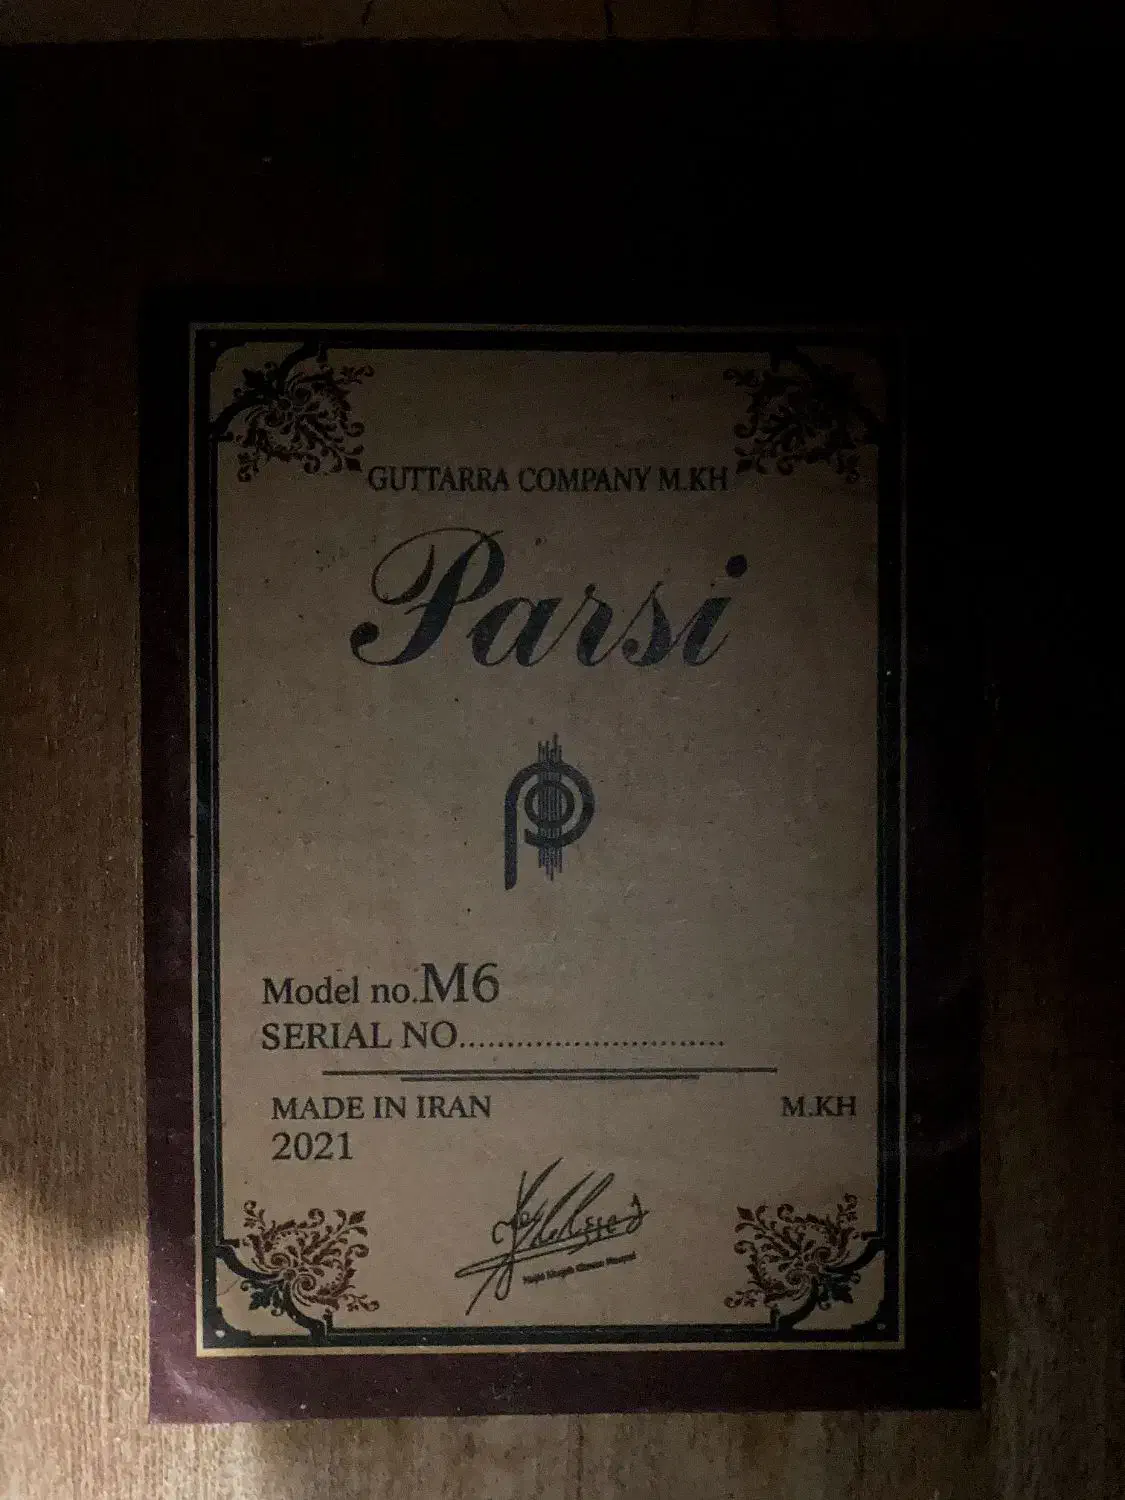 GUTTARRA COMPANY M.KH
Parsi
Model no.M6
SERIAL NO............................
MADE IN IRAN
M.KH
2021